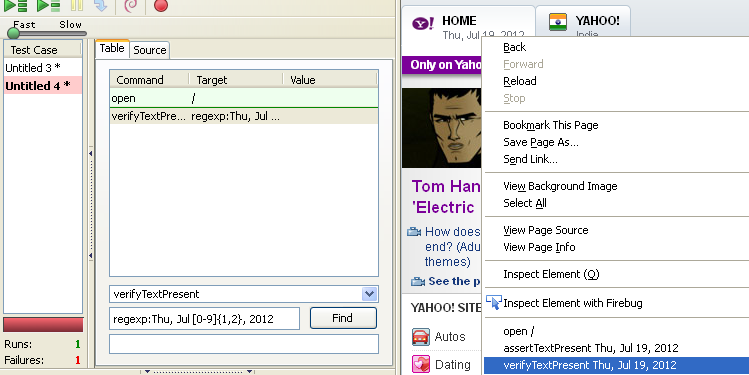 Fast Slow
Test Case
Untitled 3 *
Untitled 4 *
Runs: 1
Failures: 1
Table Source
Command Target Value
open /
verifyTextPre... regexp:Thu, Jul ...
verifyTextPresent
regexp:Thu, Jul [0-9]{1,2}, 2012 Find
Y! HOME
Thu, Jul 19, 2012
YAHOO!
India
Only on Yaho
Tom Han
'Electric
How does
end? (Adu
themes)
See the p
YAHOO! SITE
Autos
Dating
Back
Forward
Reload
Stop
Bookmark This Page
Save Page As...
Send Link...
View Background Image
Select All
View Page Source
View Page Info
Inspect Element (Q)
Inspect Element with Firebug
open /
assertTextPresent Thu, Jul 19, 2012
verifyTextPresent Thu, Jul 19, 2012